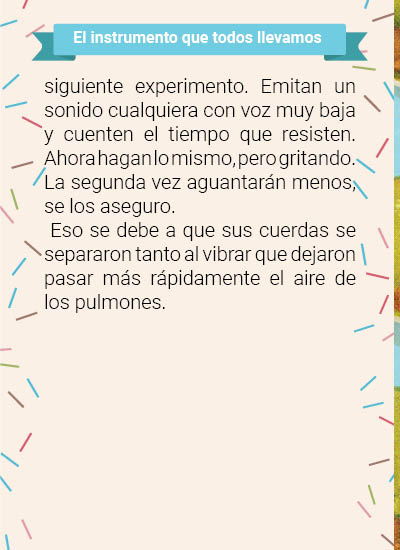 El instrumento que todos llevamos
siguiente experimento. Emitan un
sonido cualquiera con voz muy baja
y cuenten el tiempo que resisten.
Ahora hagan lo mismo, pero gritando.
La segunda vez aguantarán menos,
se los aseguro.
Eso se debe a que sus cuerdas se
separaron tanto al vibrar que dejaron
pasar más rápidamente el aire de
los pulmones.